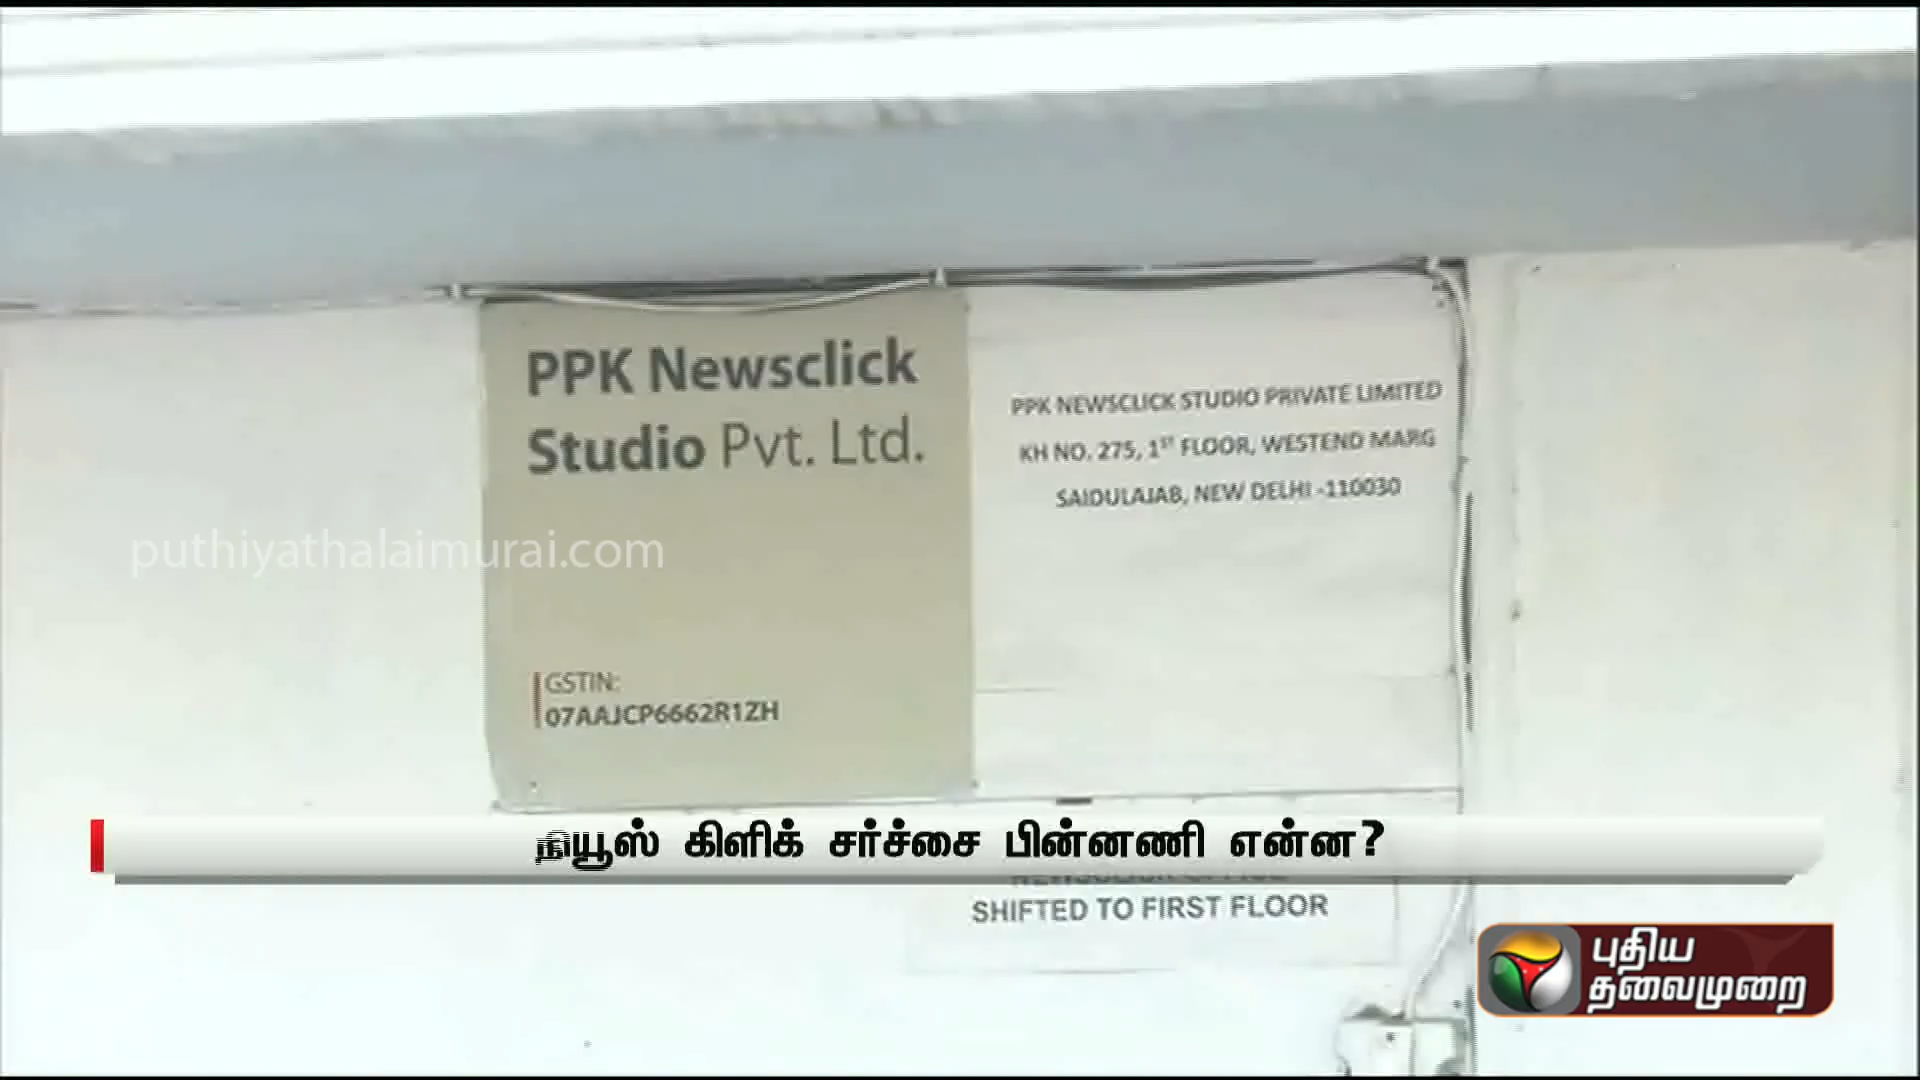 PPK Newsclick
Studio Pvt. Ltd.
GSTIN:
07AAJCP6662R1ZH
PPK NEWSCLICK STUDIO PRIVATE LIMITED
KH NO. 275, 1ST FLOOR, WESTEND MARG
SAIDULAJAB, NEW DELHI -110030
puthiyathalaimurai.com
நியூஸ் கிளிக் சர்ச்சை பின்னணி என்ன?
SHIFTED TO FIRST FLOOR
புதிய
தலைமுறை